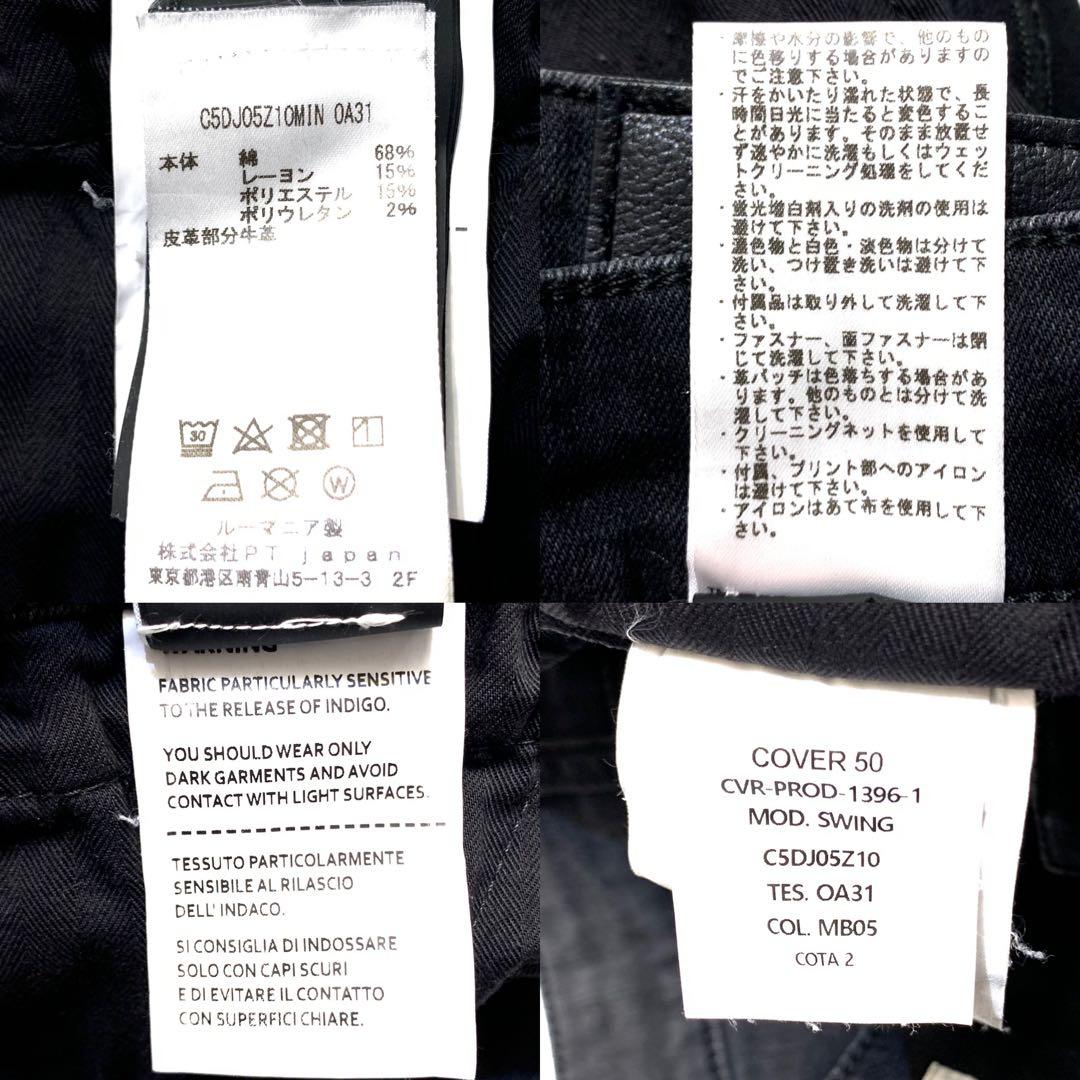 C5DJ05Z10MIN OA31
本体 綿 68%
レーヨン 15%
ポリエステル 15%
ポリウレタン 2%
皮革部分牛革
30
W
ルーマニア製
株式会社PT japan
東京都港区南青山5-13-3 2F
・摩擦や水分の影響で、他のもの
に色移りする場合がありますの
でご注意下さい。
・汗をかいたり濡れた状態で、長
時間日光に当たると変色するこ
とがあります。そのまま放置せ
ず速やかに洗濯もしくはウェッ
トクリーニング処理をしてくだ
さい。
・蛍光増白剤入りの洗剤の使用は
避けて下さい。
・濃色物と白色・淡色物は分けて
洗い、つけ置き洗いは避けて下
さい。
・付属品は取り外して洗濯して下
さい。
・ファスナー、面ファスナーは閉
じて洗濯して下さい。
・革パッチは色落ちする場合があ
ります。他のものとは分けて洗
濯して下さい。
・クリーニングネットを使用して
下さい。
・付属、プリント部へのアイロン
は避けて下さい。
・アイロンはあて布を使用して下
さい。
WARNING
FABRIC PARTICULARLY SENSITIVE
TO THE RELEASE OF INDIGO.
YOU SHOULD WEAR ONLY
DARK GARMENTS AND AVOID
CONTACT WITH LIGHT SURFACES.
TESSUTO PARTICOLARMENTE
SENSIBILE AL RILASCIO
DELL' INDACO.
SI CONSIGLIA DI INDOSSARE
SOLO CON CAPI SCURI
E DI EVITARE IL CONTATTO
CON SUPERFICI CHIARE.
COVER 50
CVR-PROD-1396-1
MOD. SWING
C5DJ05Z10
TES. OA31
COL. MB05
COTA 2